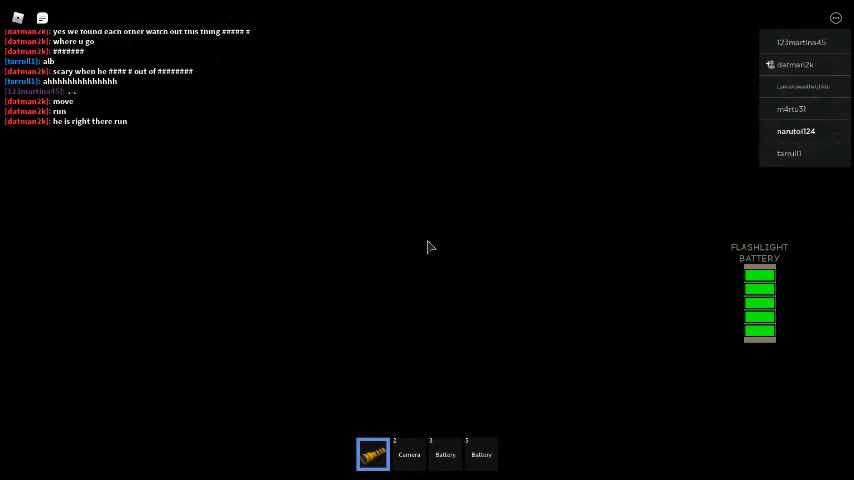 [datman2k]: yes we found each other watch out this thing ##### #
[datman2k]: where u go
[datman2k]: #######
[tarrull1]: alb
[datman2k]: scary when he #### # out of ########
[tarrull1]: ahhhhhhhhhhhhhh
[123martina45]: . .
[datman2k]: move
[datman2k]: run
[datman2k]: he is right there run
123martina45
datman2k
m4rtu31
narutoi124
tarrull1
FLASHLIGHT
BATTERY
2
Camera
3
Battery
5
Battery